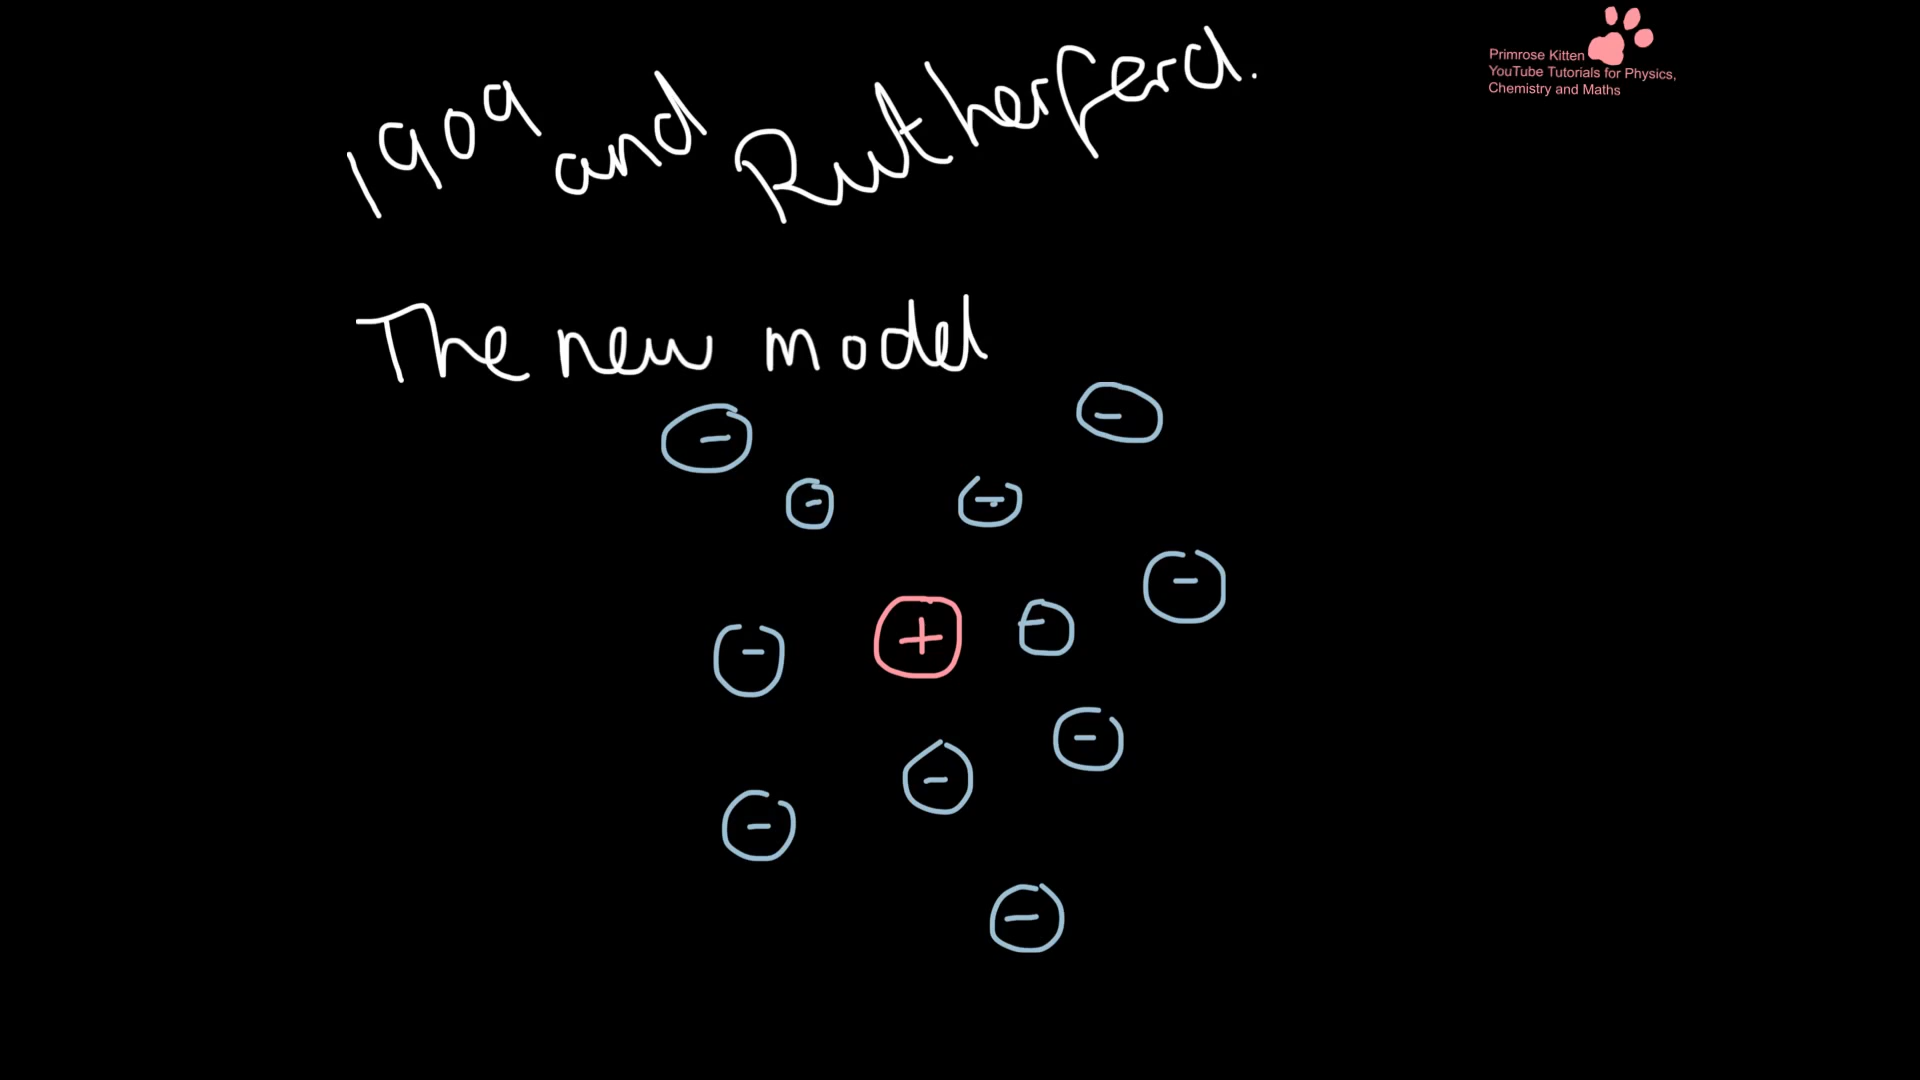 1909 and Rutherford.
The new model
Primrose Kitten
YouTube Tutorials for Physics,
Chemistry and Maths
-
-
-
-
-
+
-
-
-
-
-
-